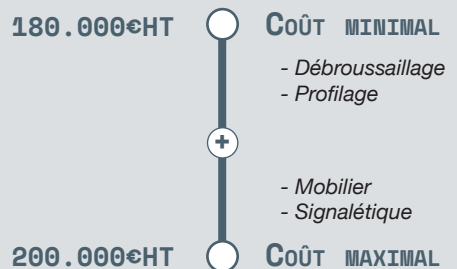 180.000€HT COÛT MINIMAL
- Débroussaillage
- Profilage
+
- Mobilier
- Signalétique
200.000€HT COÛT MAXIMAL